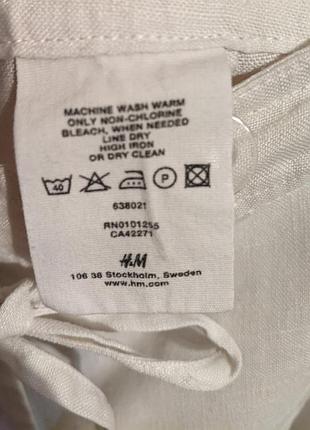 MACHINE WASH WARM
ONLY NON-CHLORINE
BLEACH, WHEN NEEDED
LINE DRY
HIGH IRON
OR DRY CLEAN
40 P
638021
RN0101255
CA42271
H&M
106 38 Stockholm, Sweden
www.hm.com